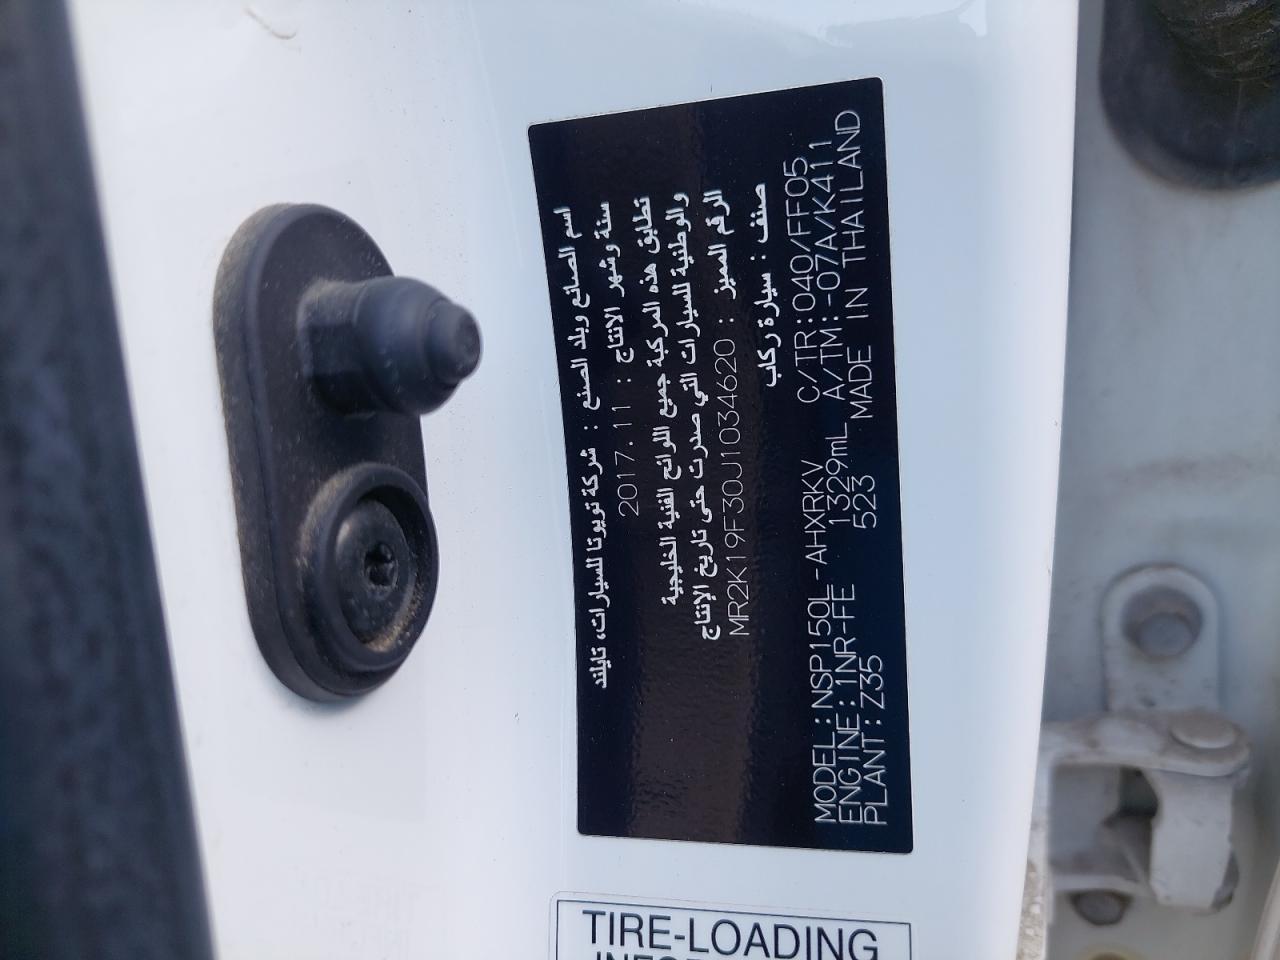 اسم الصانع وبلد الصنع : شركة تويوتا للسيارات، تايلند
سنة وشهر الانتاج : 2017.11
تطابق هذه المركبة جميع اللوائح الفنية الخليجية
والوطنية للسيارات التي صدرت حتى تاريخ الإنتاج
الرقم المميز : MR2K19F30J1034620
صنف : سيارة ركاب
MODEL:NSP150L-AHXRKV C/TR:040/FF05
ENGINE:1NR-FE 1329mL A/TM:-07A/K411
PLANT:Z35 523 MADE IN THAILAND
TIRE-LOADING